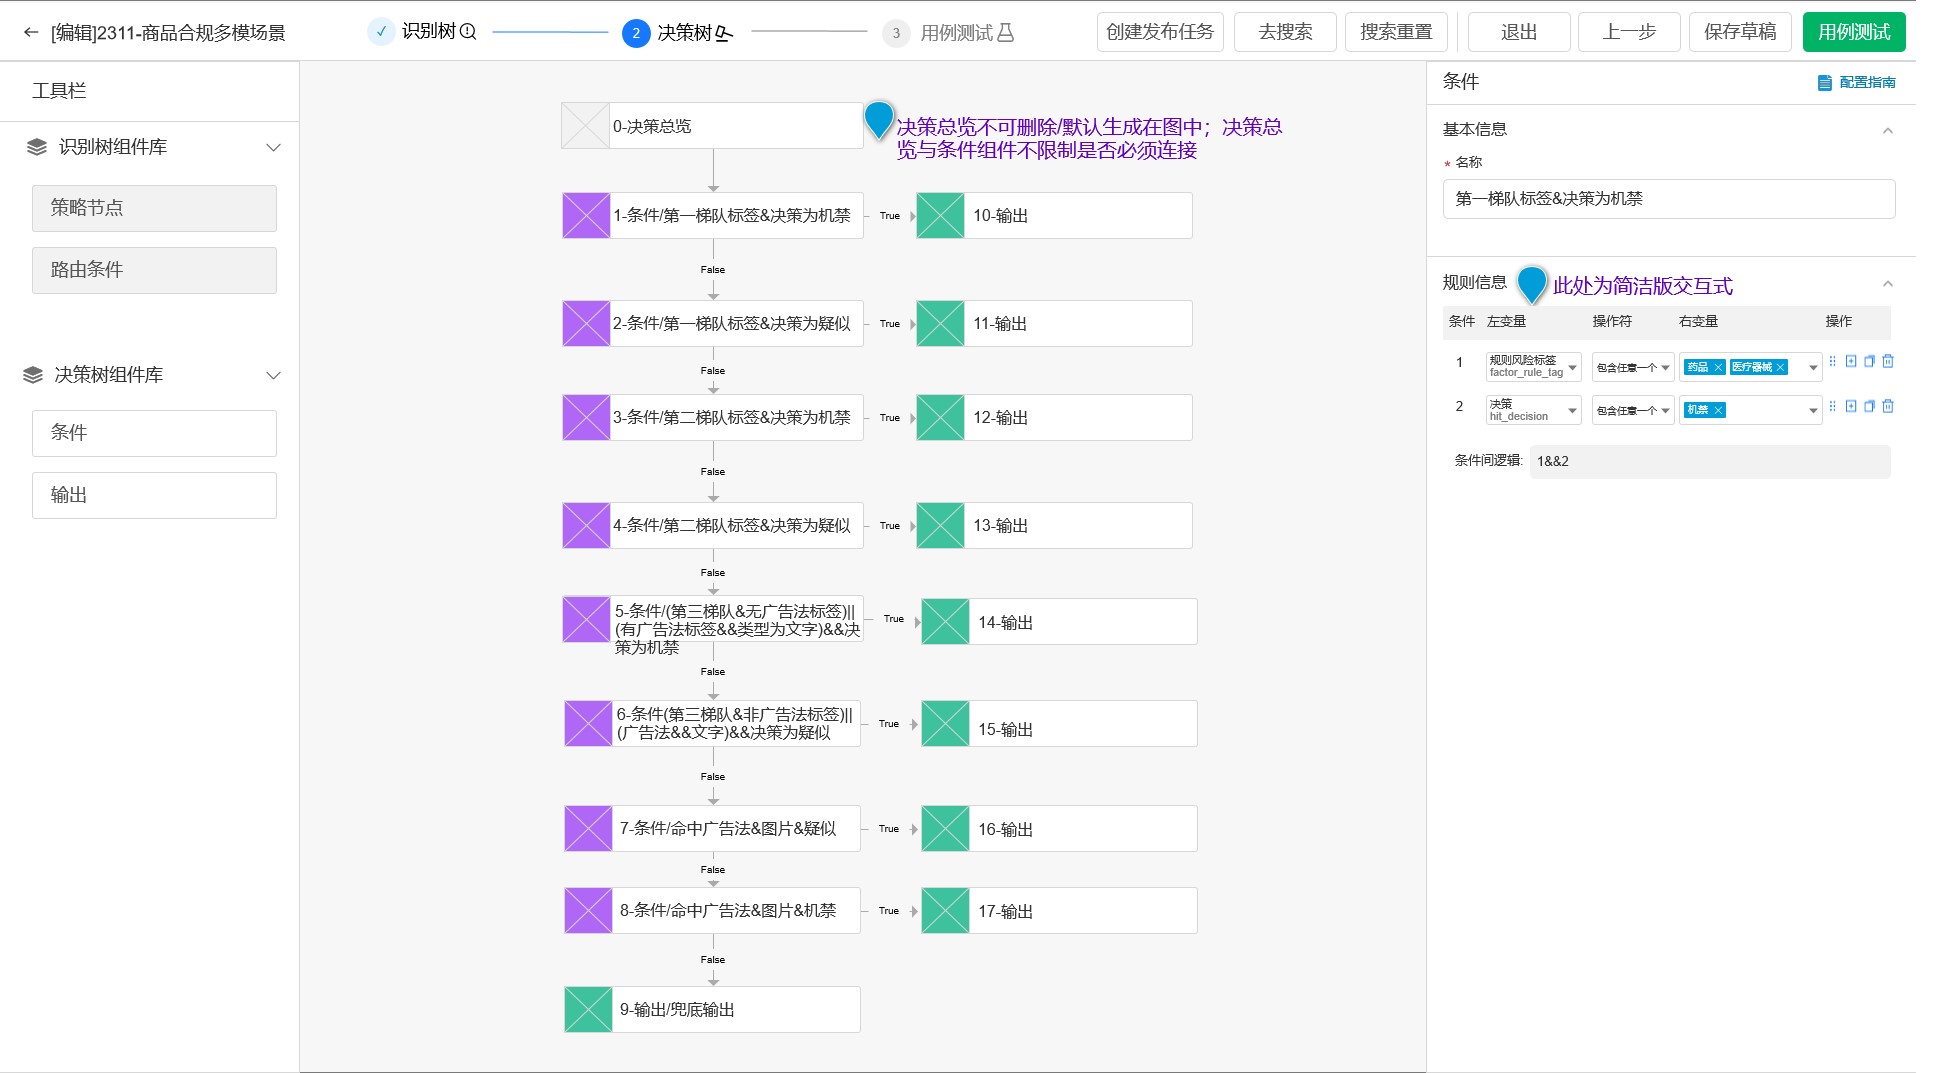 [编辑]2311-商品合规多模场景
识别树
2
决策树
3
用例测试
创建发布任务
去搜索
搜索重置
退出
上一步
保存草稿
用例测试
工具栏
识别树组件库
策略节点
路由条件
决策树组件库
条件
输出
0-决策总览
决策总览不可删除/默认生成在图中；决策总
览与条件组件不限制是否必须连接
1-条件/第一梯队标签&决策为机禁
True
10-输出
False
2-条件/第一梯队标签&决策为疑似
True
11-输出
False
3-条件/第二梯队标签&决策为机禁
True
12-输出
False
4-条件/第二梯队标签&决策为疑似
True
13-输出
False
5-条件/(第三梯队&无广告法标签)||
(有广告法标签&&类型为文字)&&决
策为机禁
True
14-输出
False
6-条件(第三梯队&非广告法标签)||
(广告法&&文字)&&决策为疑似
True
15-输出
False
7-条件/命中广告法&图片&疑似
True
16-输出
False
8-条件/命中广告法&图片&机禁
True
17-输出
False
9-输出/兜底输出
条件
配置指南
基本信息
* 名称
第一梯队标签&决策为机禁
规则信息
此处为简洁版交互式
条件 左变量 操作符 右变量 操作
1 规则风险标签 factor_rule_tag 包含任意一个 药品 × 医疗器械 ×
2 决策 hit_decision 包含任意一个 机禁 ×
条件间逻辑: 1&&2